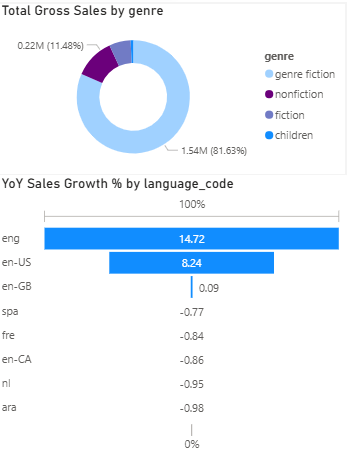 Total Gross Sales by genre
0.22M (11.48%)
genre
genre fiction
nonfiction
fiction
children
1.54M (81.63%)
YoY Sales Growth % by language_code
100%
eng 14.72
en-US 8.24
en-GB 0.09
spa -0.77
fre -0.84
en-CA -0.86
nl -0.95
ara -0.98
0%